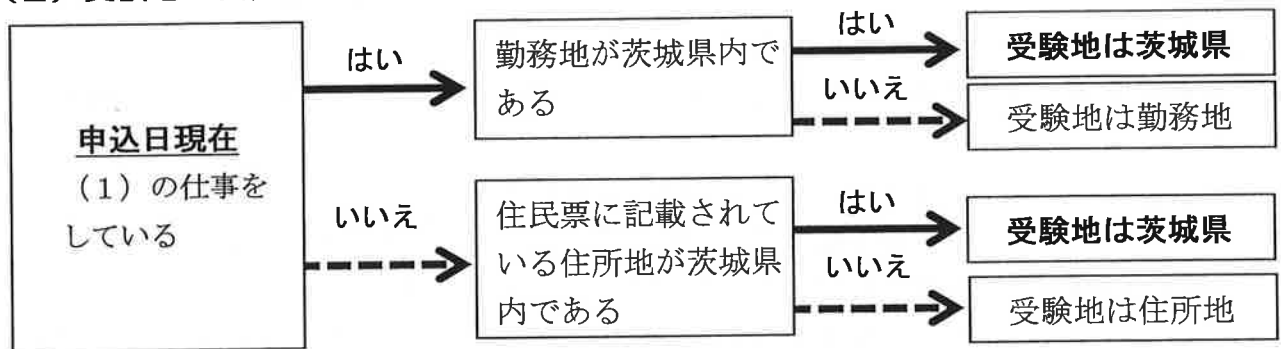 はい
はい
勤務地が茨城県内で
ある
受験地は茨城県
いいえ
受験地は勤務地
申込日現在
（1）の仕事を
している
いいえ
住民票に記載されて
いる住所地が茨城県
内である
はい
受験地は茨城県
いいえ
受験地は住所地